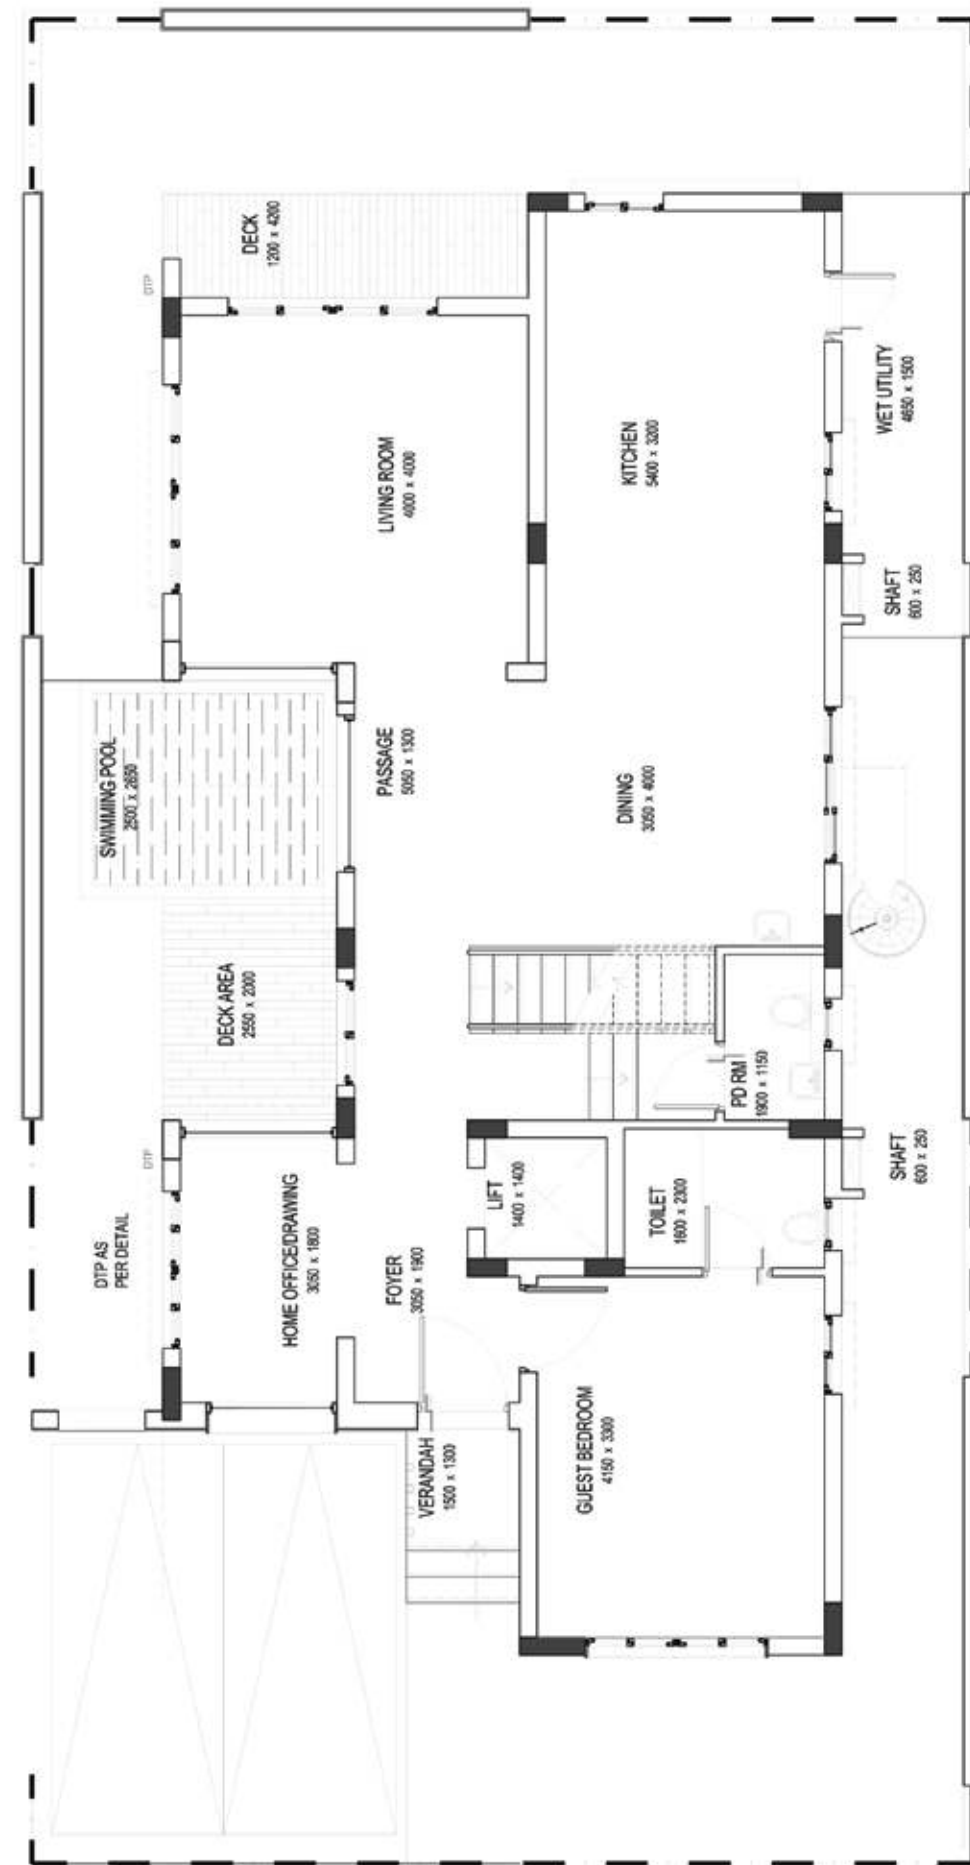 DECK
1200 x 4200
DTP
LIVING ROOM
4000 x 4000
KITCHEN
5400 x 3200
WET UTILITY
4650 x 1500
SHAFT
600 x 250
SWIMMING POOL
2500 x 2650
PASSAGE
5050 x 1300
DINING
3050 x 4000
DECK AREA
2550 x 2000
PD RM
1900 x 1150
SHAFT
600 x 250
DTP
DTP AS
PER DETAIL
HOME OFFICE/DRAWING
3050 x 1800
FOYER
3050 x 1900
LIFT
1400 x 1400
TOILET
1600 x 2300
VERANDAH
1500 x 1300
GUEST BEDROOM
4150 x 3300